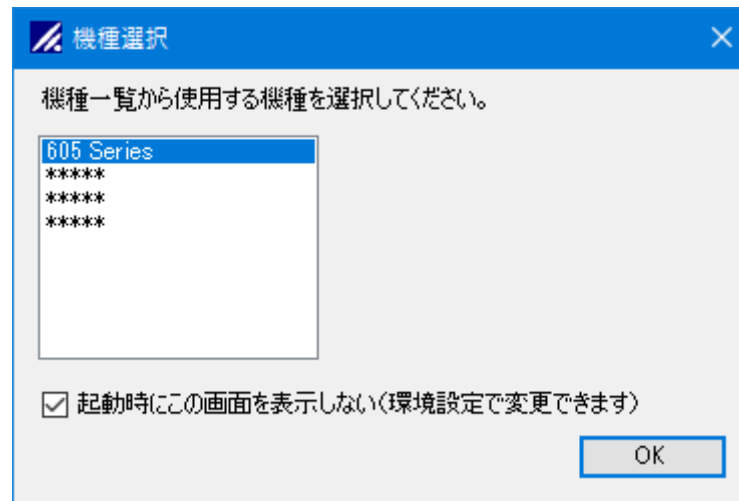 機種選択
機種一覧から使用する機種を選択してください。
605 Series
*****
*****
*****
起動時にこの画面を表示しない(環境設定で変更できます)
OK